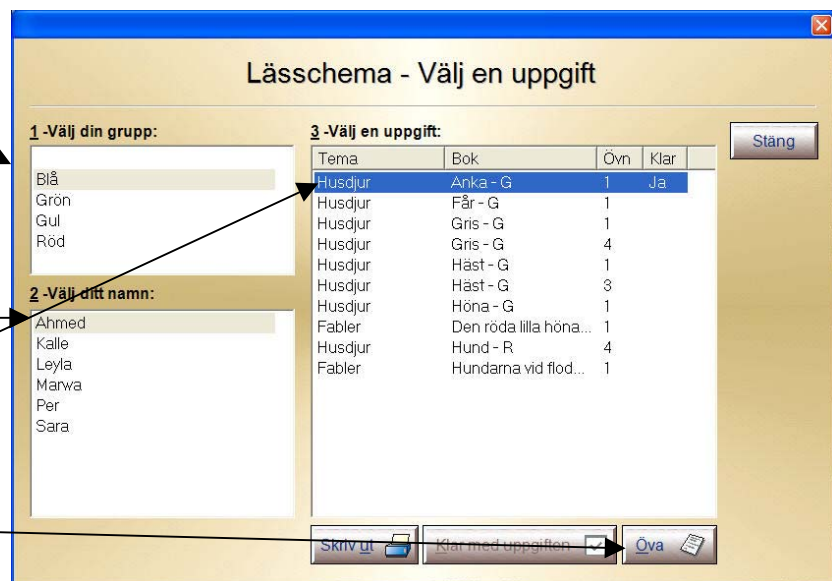 Lässchema - Välj en uppgift
1 -Välj din grupp:
Blå
Grön
Gul
Röd
2 -Välj ditt namn:
Ahmed
Kalle
Leyla
Marwa
Per
Sara
3 -Välj en uppgift:
Tema Bok Övn Klar
Husdjur Anka - G 1 Ja
Husdjur Får - G 1
Husdjur Gris - G 1
Husdjur Gris - G 4
Husdjur Häst - G 1
Husdjur Häst - G 3
Husdjur Höna - G 1
Fabler Den röda lilla höna... 1
Husdjur Hund - R 4
Fabler Hundarna vid flod... 1
Stäng
Skriv ut
Klar med uppgiften
Öva